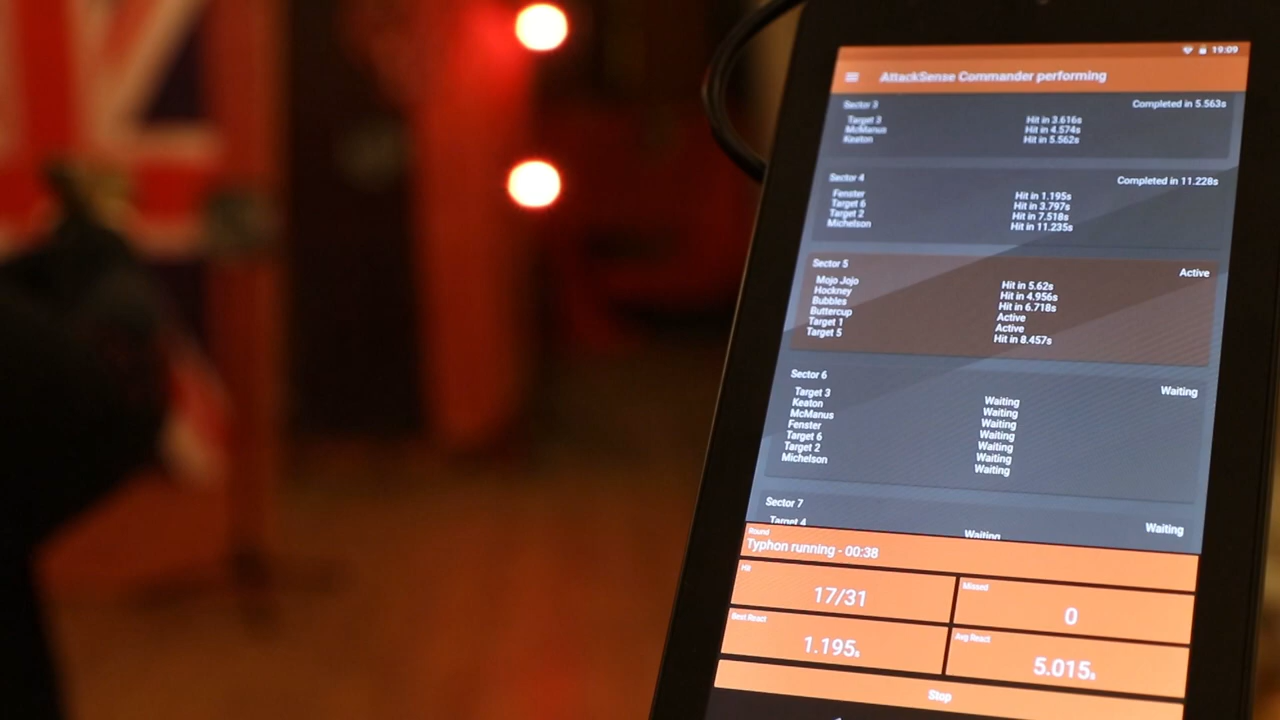 19:09
AttackSense Commander performing
Sector 3 Completed in 5.563s
Target 3 Hit in 3.616s
McManus Hit in 4.574s
Keaton Hit in 5.562s
Sector 4 Completed in 11.228s
Fenster Hit in 1.195s
Target 6 Hit in 3.797s
Target 2 Hit in 7.518s
Michelson Hit in 11.235s
Sector 5 Active
Mojo Jojo Hit in 5.62s
Hockney Hit in 4.956s
Bubbles Hit in 6.718s
Buttercup Active
Target 1 Active
Target 5 Hit in 8.457s
Sector 6 Waiting
Target 3 Waiting
Keaton Waiting
McManus Waiting
Fenster Waiting
Target 6 Waiting
Target 2 Waiting
Michelson Waiting
Sector 7 Waiting
Target 4 Waiting
Round
Typhon running - 00:38
Hit Missed
17/31 0
Best React Avg React
1.195s 5.015s
Stop